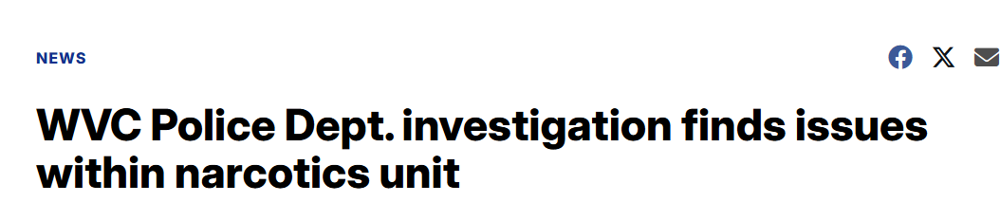 NEWS
WVC Police Dept. investigation finds issues
within narcotics unit